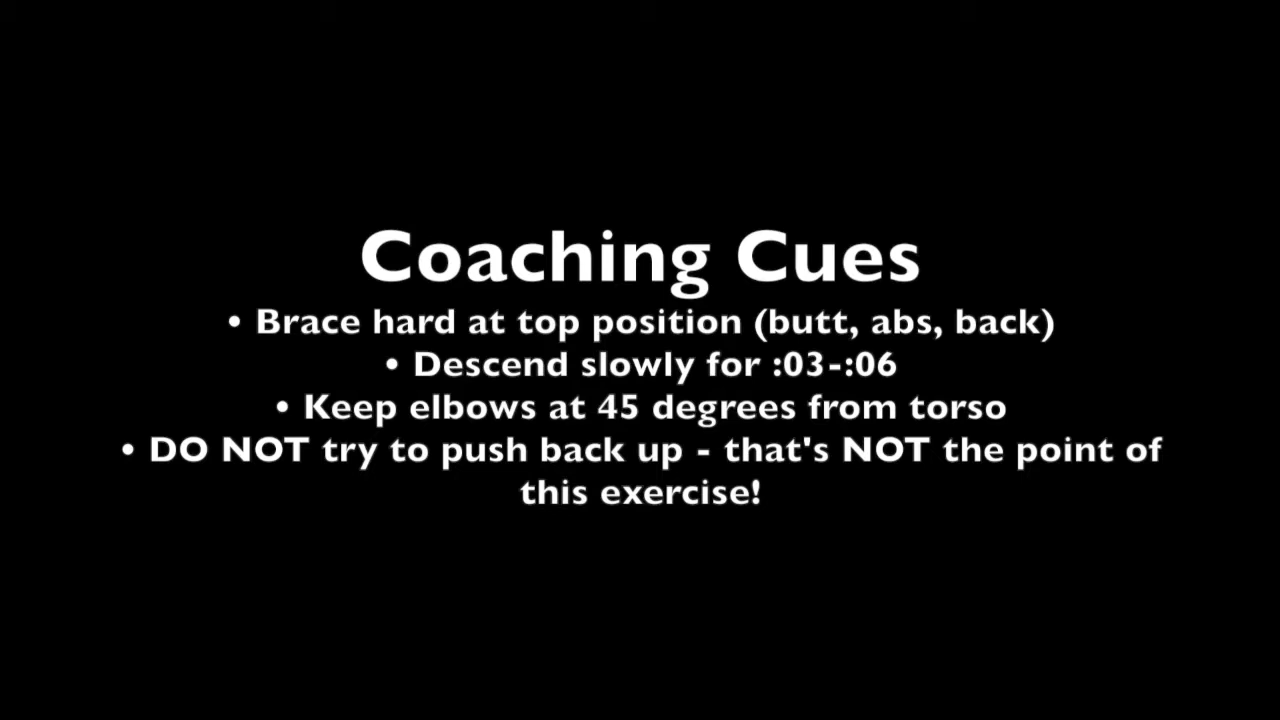 Coaching Cues
• Brace hard at top position (butt, abs, back)
• Descend slowly for :03-:06
• Keep elbows at 45 degrees from torso
• DO NOT try to push back up - that's NOT the point of
this exercise!